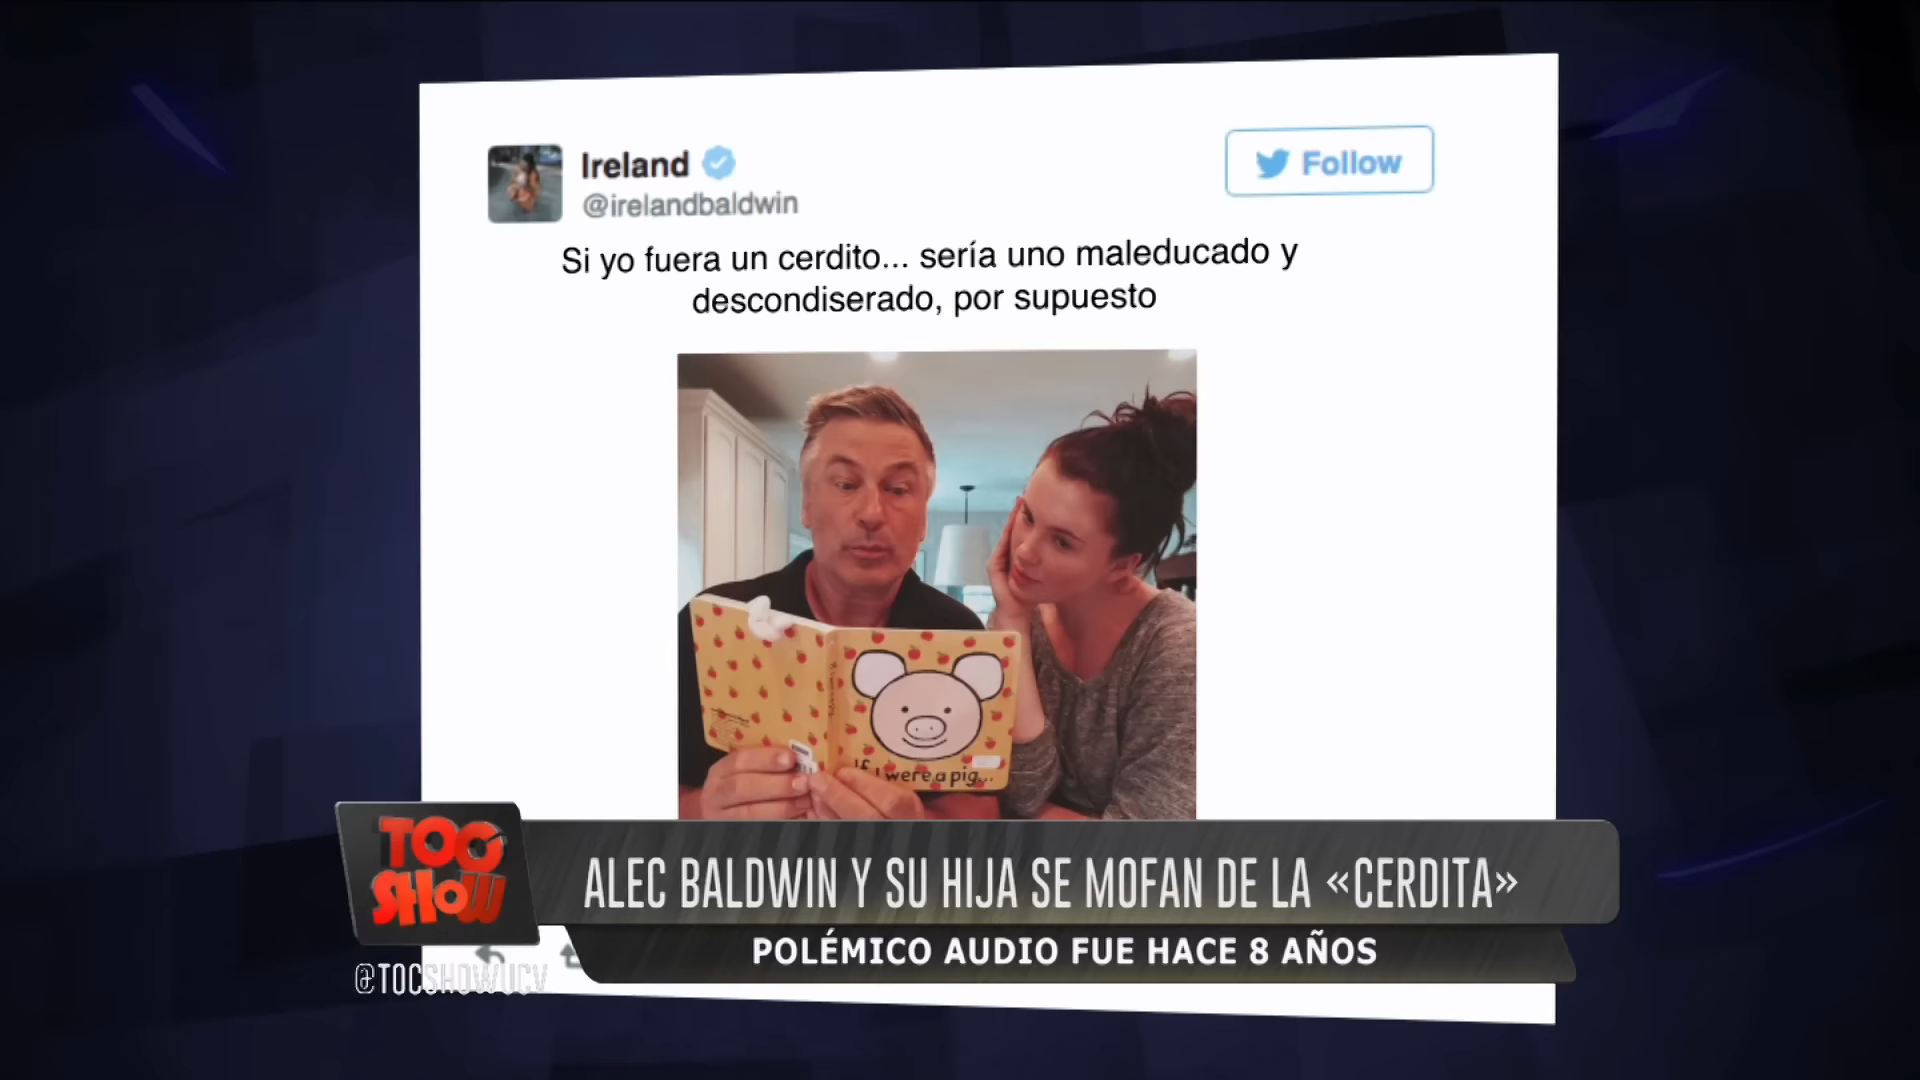 Ireland
@irelandbaldwin
Follow
Si yo fuera un cerdito... sería uno maleducado y
descondiserado, por supuesto
If I were a pig...
TOC
SHOW
ALEC BALDWIN Y SU HIJA SE MOFAN DE LA «CERDITA»
POLÉMICO AUDIO FUE HACE 8 AÑOS
@TOCSHOWUCV